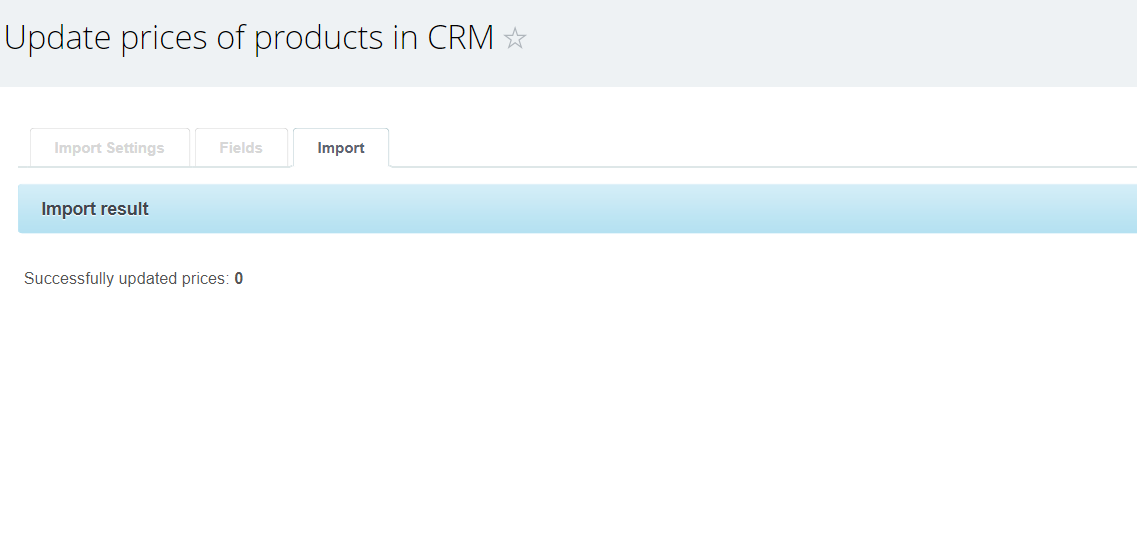 Update prices of products in CRM
Import Settings
Fields
Import
Import result
Successfully updated prices: 0